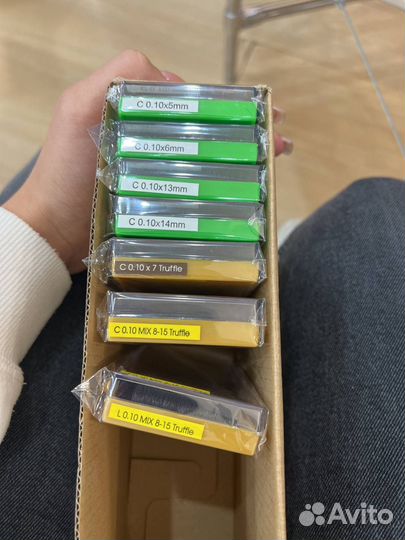 C 0.10x5mm
C 0.10x6mm
C 0.10x13mm
C 0.10x14mm
C 0.10 x 7 Truffle
C 0.10 MIX 8-15 Truffle
L 0.10 MIX 8-15 Truffle
Avito